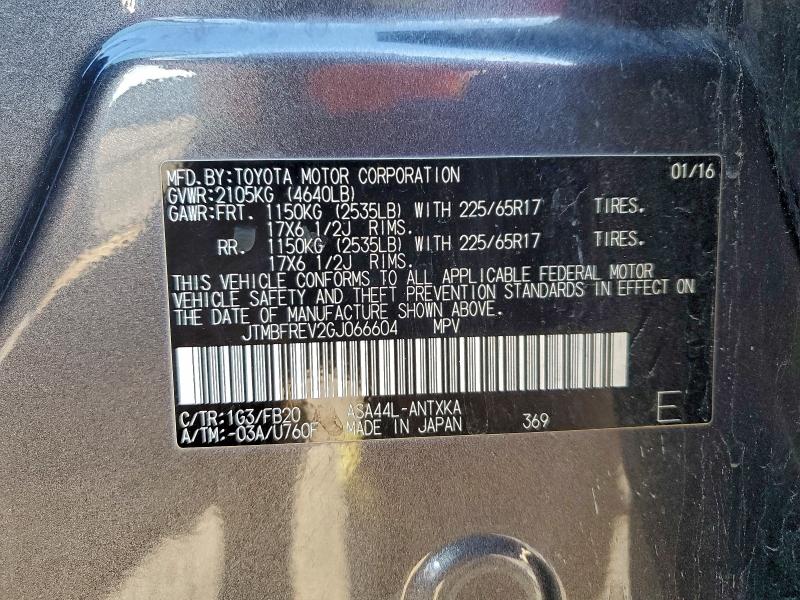 MFD.BY:TOYOTA MOTOR CORPORATION 01/16
GVWR:2105KG (4640LB)
GAWR:FRT. 1150KG (2535LB) WITH 225/65R17 TIRES.
17X6 1/2J RIMS.
RR. 1150KG (2535LB) WITH 225/65R17 TIRES.
17X6 1/2J RIMS.
THIS VEHICLE CONFORMS TO ALL APPLICABLE FEDERAL MOTOR
VEHICLE SAFETY AND THEFT PREVENTION STANDARDS IN EFFECT ON
THE DATE OF MANUFACTURE SHOWN ABOVE.
JTMBFREV2GJ066604 MPV
C/TR:1G3/FB20 ASA44L-ANTXKA E
A/TM:-03A/U760F MADE IN JAPAN 369